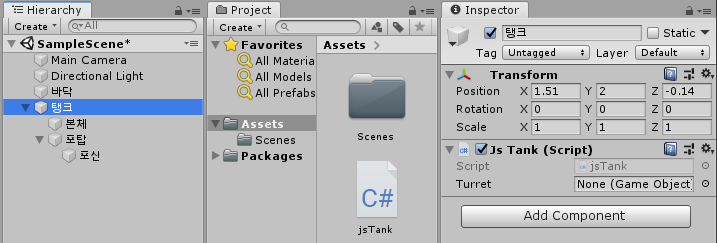 Hierarchy
Create
All
SampleScene*
Main Camera
Directional Light
바닥
탱크
본체
포탑
포신
Project
Create
Favorites
All Materia
All Models
All Prefabs
Assets
Scenes
Packages
Assets
Scenes
C#
jsTank
Inspector
탱크 Static
Tag Untagged Layer Default
Transform
Position X 1.51 Y 2 Z -0.14
Rotation X 0 Y 0 Z 0
Scale X 1 Y 1 Z 1
Js Tank (Script)
Script jsTank
Turret None (Game Object
Add Component